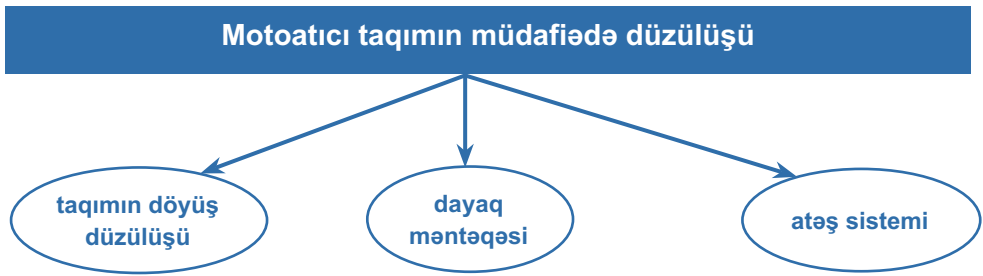 Motoatıcı taqımın müdafiədə düzülüşü
taqımın döyüş
düzülüşü
dayaq
məntəqəsi
atəş sistemi